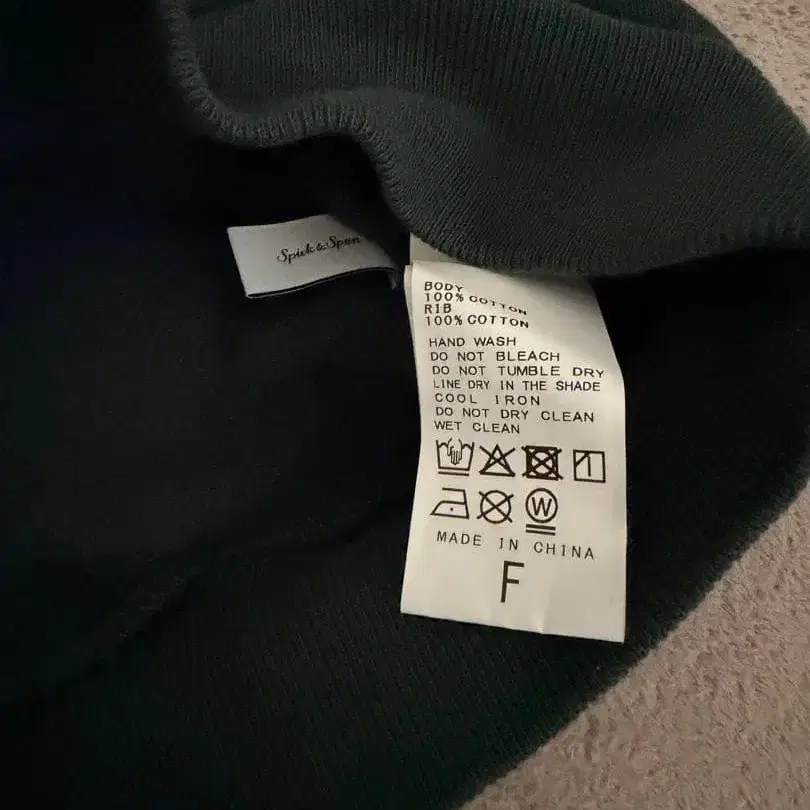 Spick & Span
BODY
100% COTTON
RIB
100% COTTON
HAND WASH
DO NOT BLEACH
DO NOT TUMBLE DRY
LINE DRY IN THE SHADE
COOL IRON
DO NOT DRY CLEAN
WET CLEAN
W
MADE IN CHINA
F